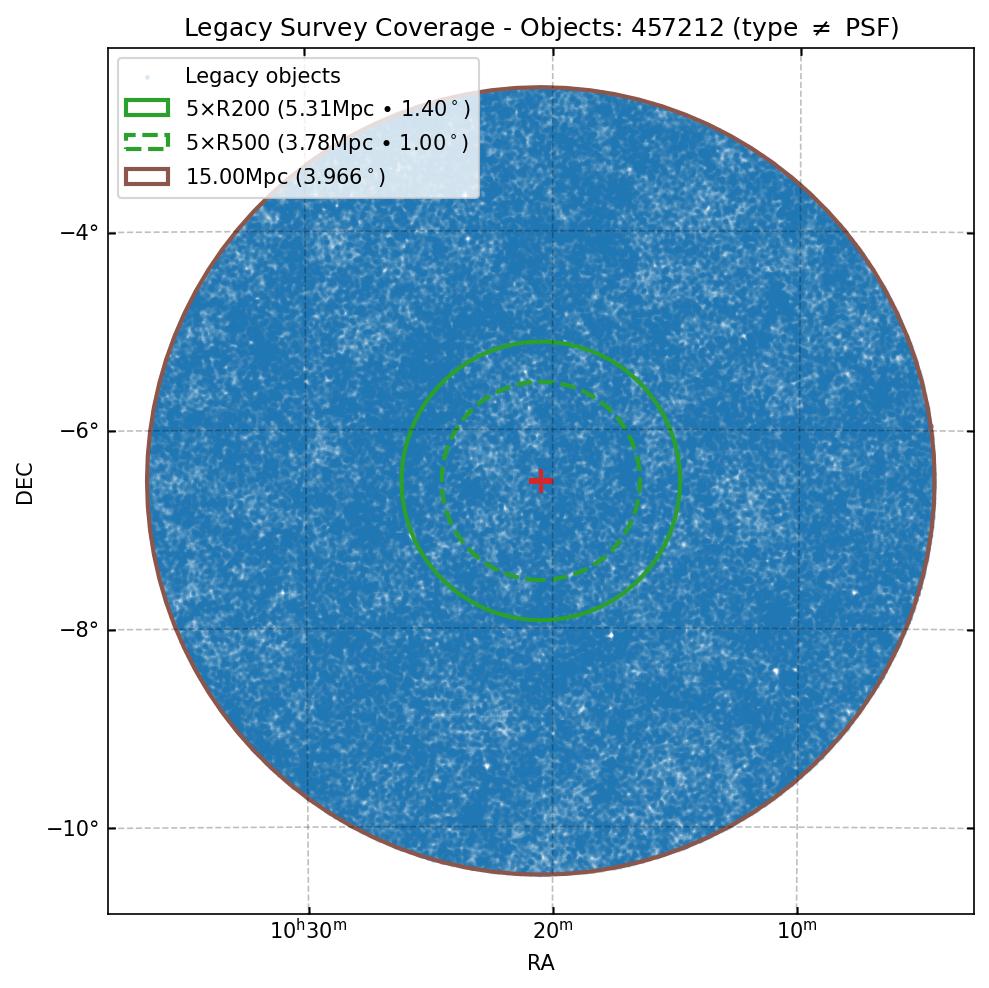 Legacy Survey Coverage - Objects: 457212 (type ≠ PSF)
Legacy objects
5×R200 (5.31Mpc • 1.40°)
5×R500 (3.78Mpc • 1.00°)
15.00Mpc (3.966°)
−4°
−6°
−8°
−10°
DEC
10ʰ30ᵐ 20ᵐ 10ᵐ
RA